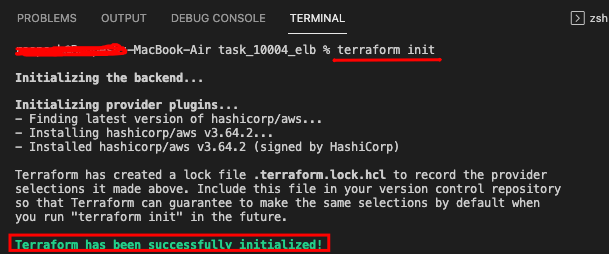 PROBLEMS OUTPUT DEBUG CONSOLE TERMINAL zsh
-MacBook-Air task_10004_elb % terraform init
Initializing the backend...
Initializing provider plugins...
- Finding latest version of hashicorp/aws...
- Installing hashicorp/aws v3.64.2...
- Installed hashicorp/aws v3.64.2 (signed by HashiCorp)
Terraform has created a lock file .terraform.lock.hcl to record the provider
selections it made above. Include this file in your version control repository
so that Terraform can guarantee to make the same selections by default when
you run "terraform init" in the future.
Terraform has been successfully initialized!